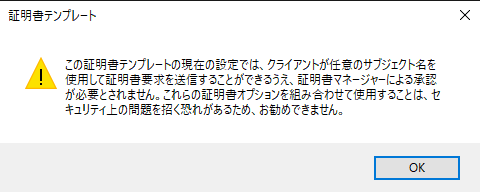 証明書テンプレート
この証明書テンプレートの現在の設定では、クライアントが任意のサブジェクト名を
使用して証明書要求を送信することができるうえ、証明書マネージャーによる承認
が必要とされません。これらの証明書オプションを組み合わせて使用することは、セ
キュリティ上の問題を招く恐れがあるため、お勧めできません。
OK